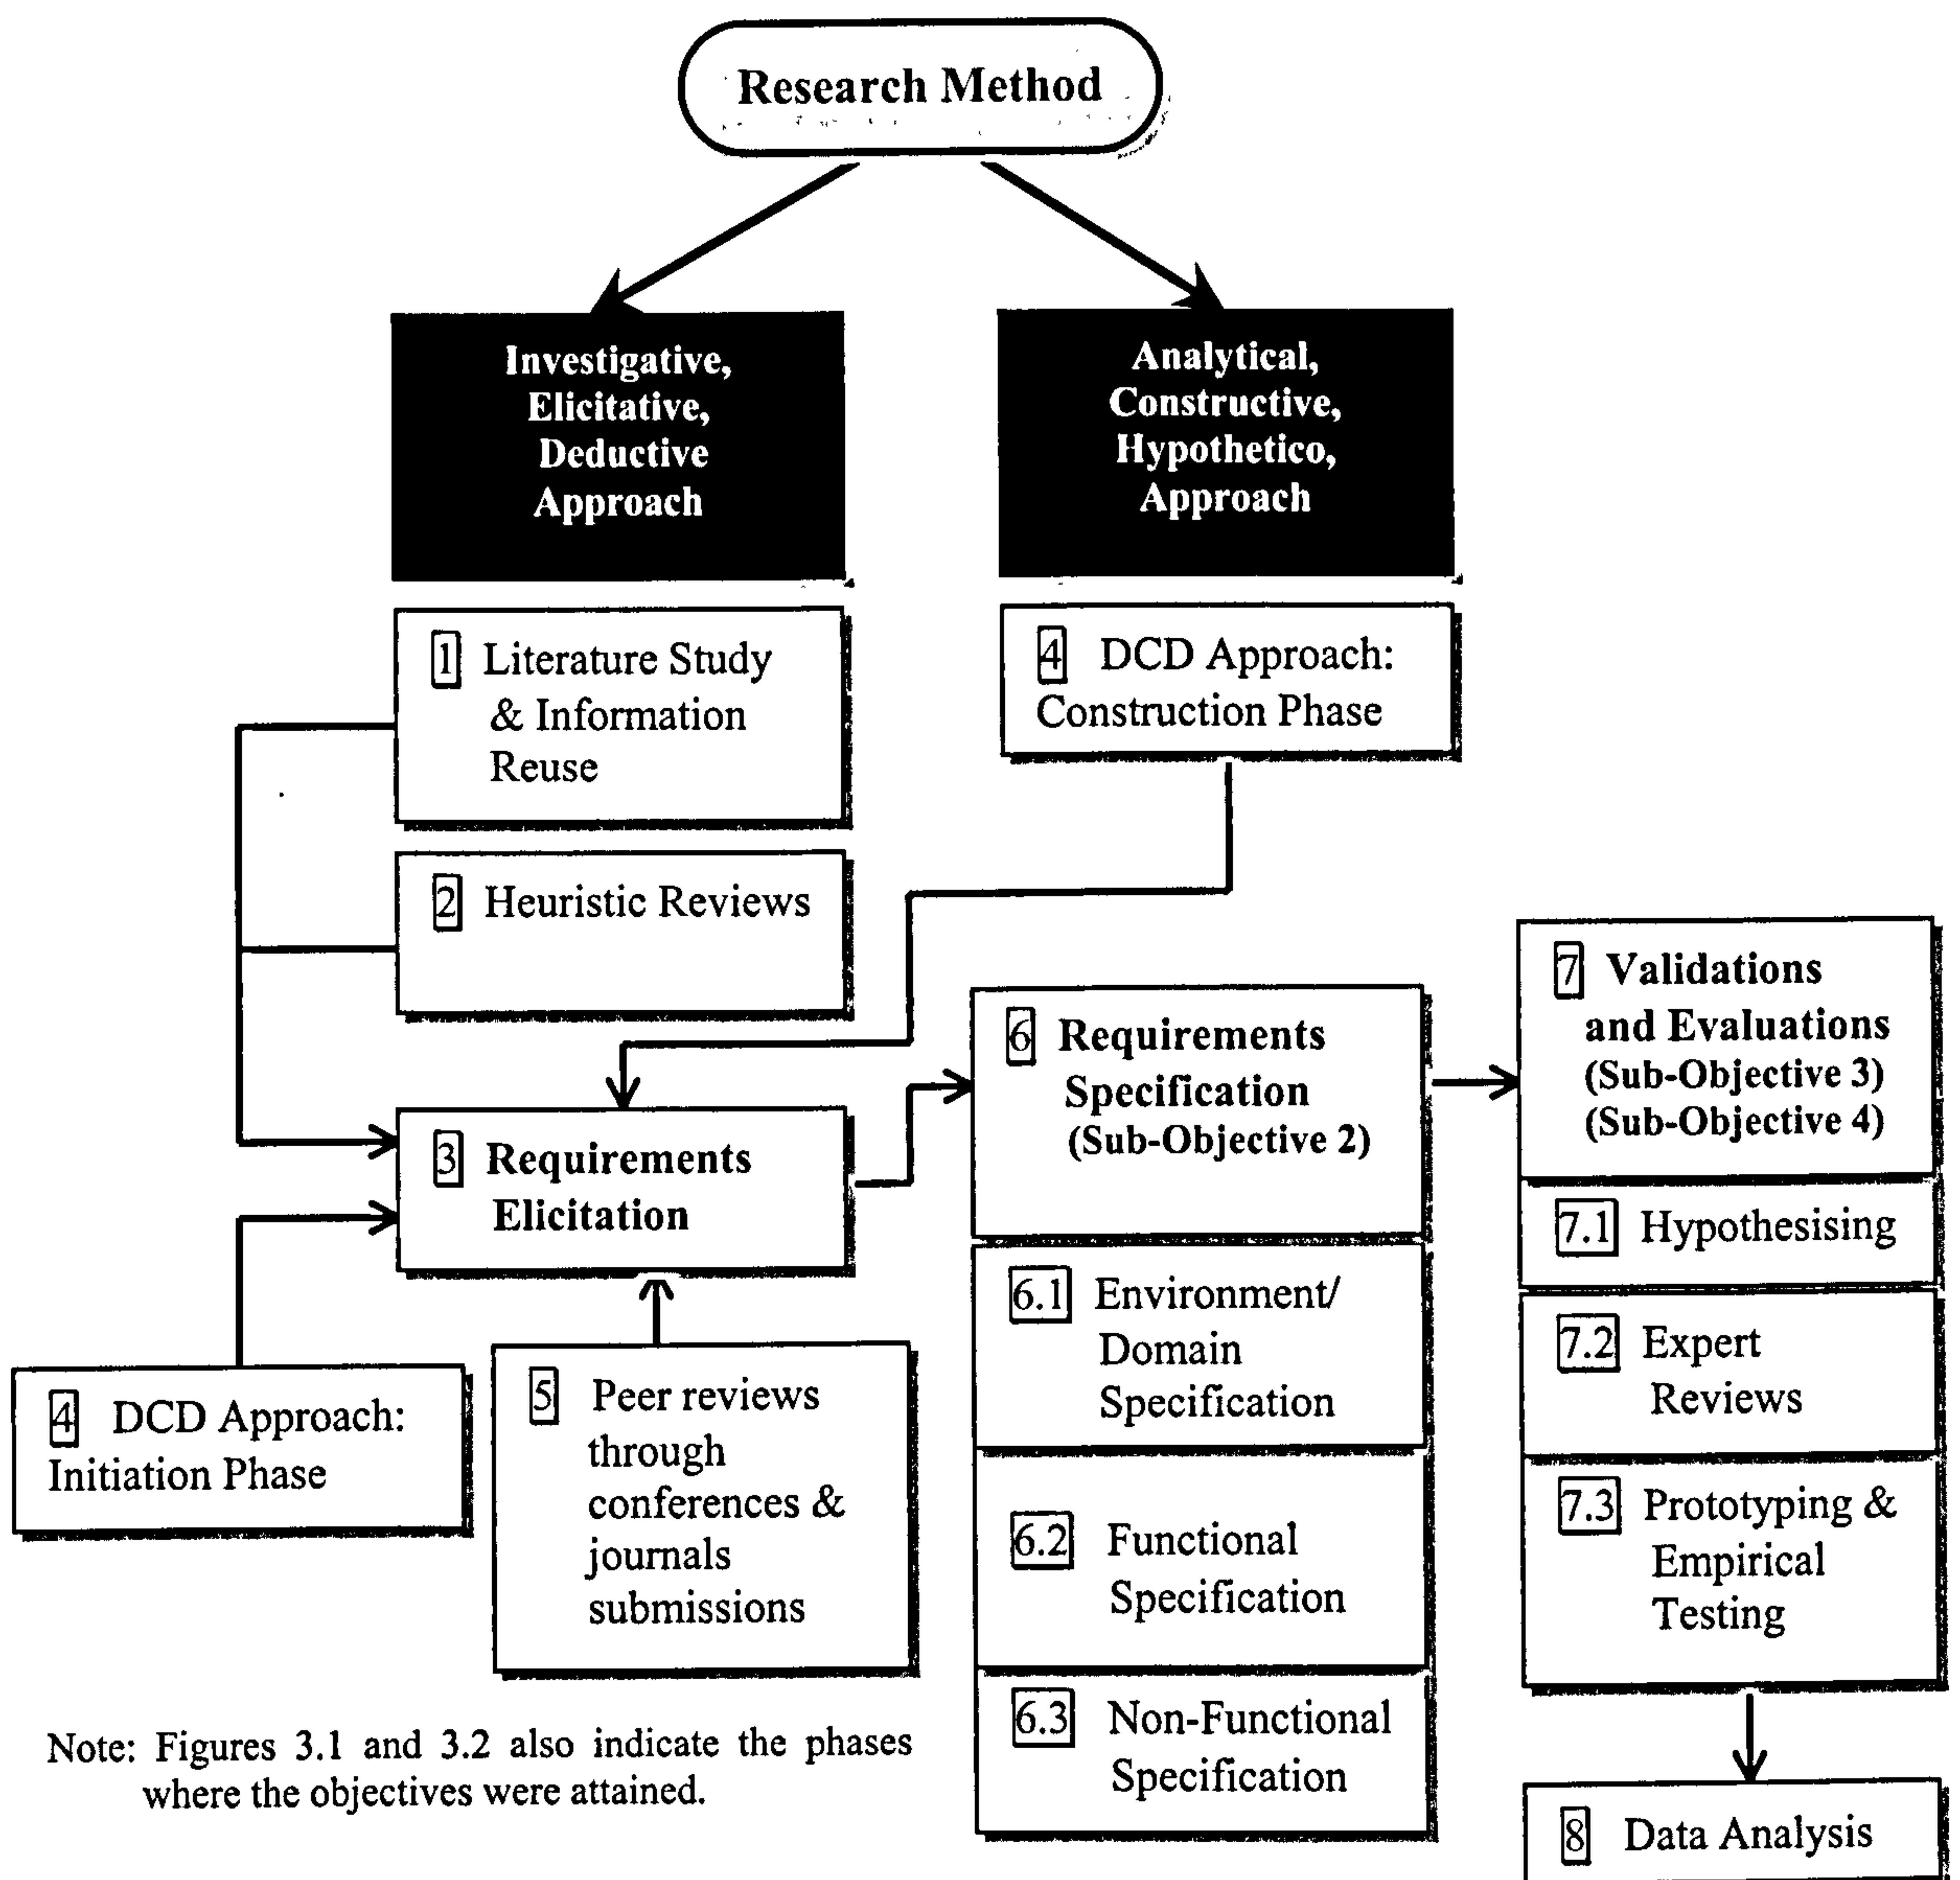 Research Method
Investigative,
Elicitative,
Deductive
Approach
Analytical,
Constructive,
Hypothetico,
Approach
1 Literature Study
& Information
Reuse
4 DCD Approach:
Construction Phase
2 Heuristic Reviews
3 Requirements
Elicitation
4 DCD Approach:
Initiation Phase
5 Peer reviews
through
conferences &
journals
submissions
6 Requirements
Specification
(Sub-Objective 2)
6.1 Environment/
Domain
Specification
6.2 Functional
Specification
6.3 Non-Functional
Specification
7 Validations
and Evaluations
(Sub-Objective 3)
(Sub-Objective 4)
7.1 Hypothesising
7.2 Expert
Reviews
7.3 Prototyping &
Empirical
Testing
8 Data Analysis
Note: Figures 3.1 and 3.2 also indicate the phases
where the objectives were attained.